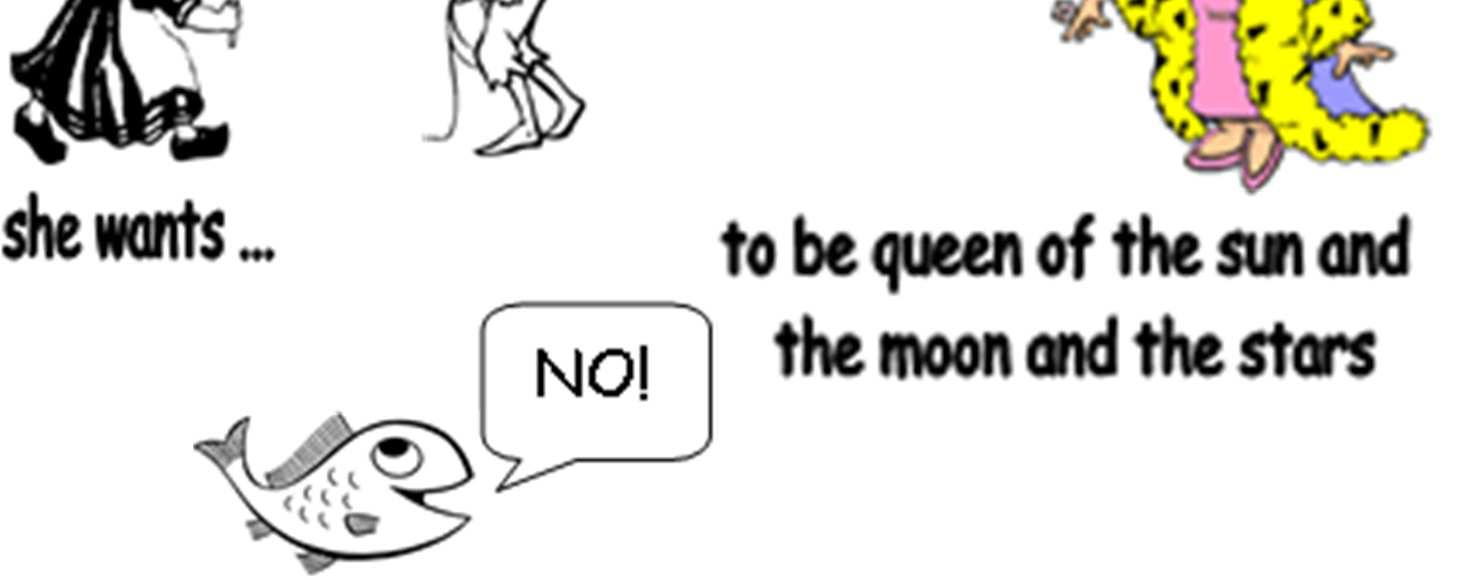 she wants ...
to be queen of the sun and
the moon and the stars
NO!